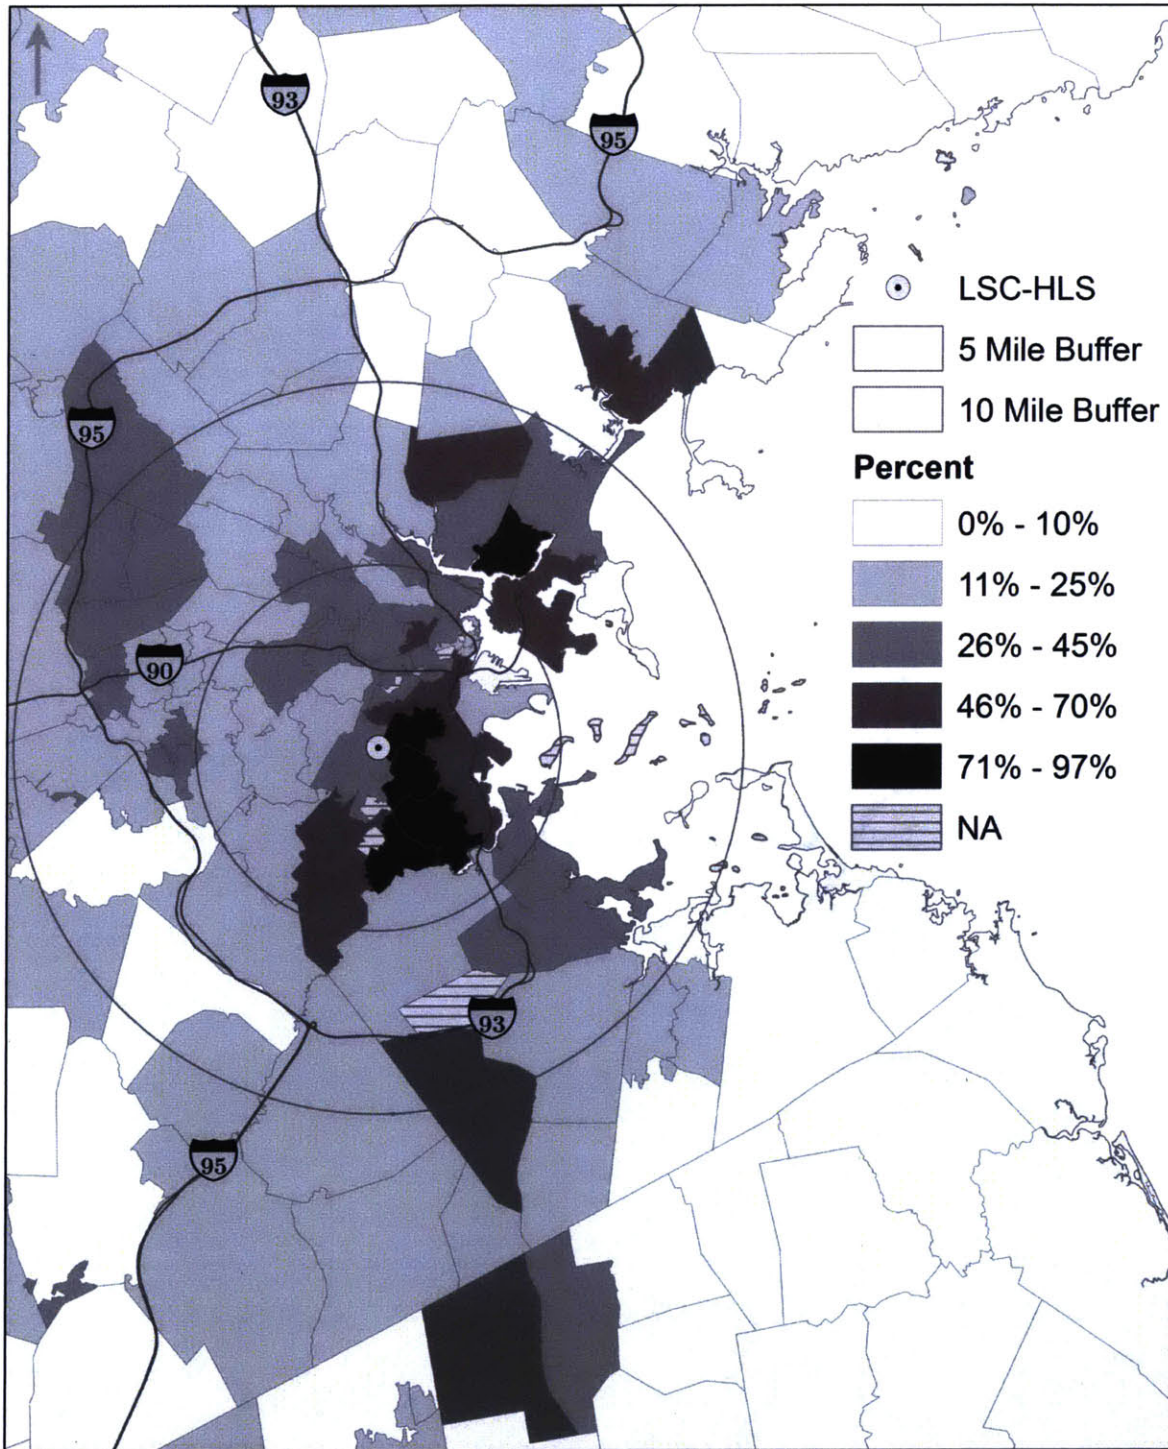 93
95
LSC-HLS
5 Mile Buffer
10 Mile Buffer
95
Percent
0% - 10%
11% - 25%
26% - 45%
90
46% - 70%
71% - 97%
NA
93
95